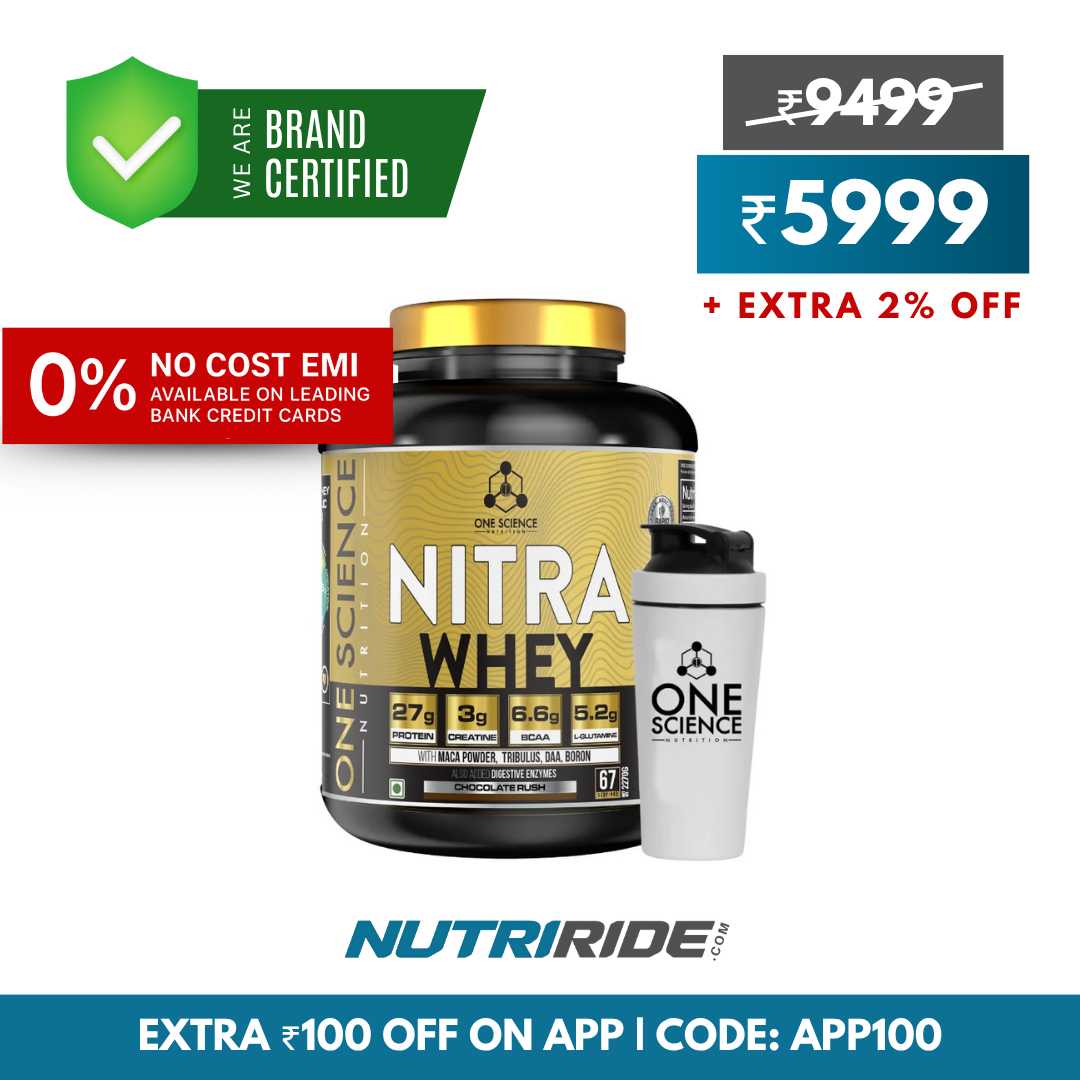 WE ARE
BRAND
CERTIFIED
₹9499
₹5999
+ EXTRA 2% OFF
0%
NO COST EMI
AVAILABLE ON LEADING
BANK CREDIT CARDS
ONE SCIENCE
NUTRITION
ONE SCIENCE
NUTRITION
NITRA
WHEY
27g
PROTEIN
3g
CREATINE
6.6g
BCAA
5.2g
L-GLUTAMINE
WITH MACA POWDER, TRIBULUS, DAA, BORON
ALSO ADDED DIGESTIVE ENZYMES
CHOCOLATE RUSH
67
2270G
ONE
SCIENCE
NUTRITION
NUTRIRIDE.COM
EXTRA ₹100 OFF ON APP | CODE: APP100